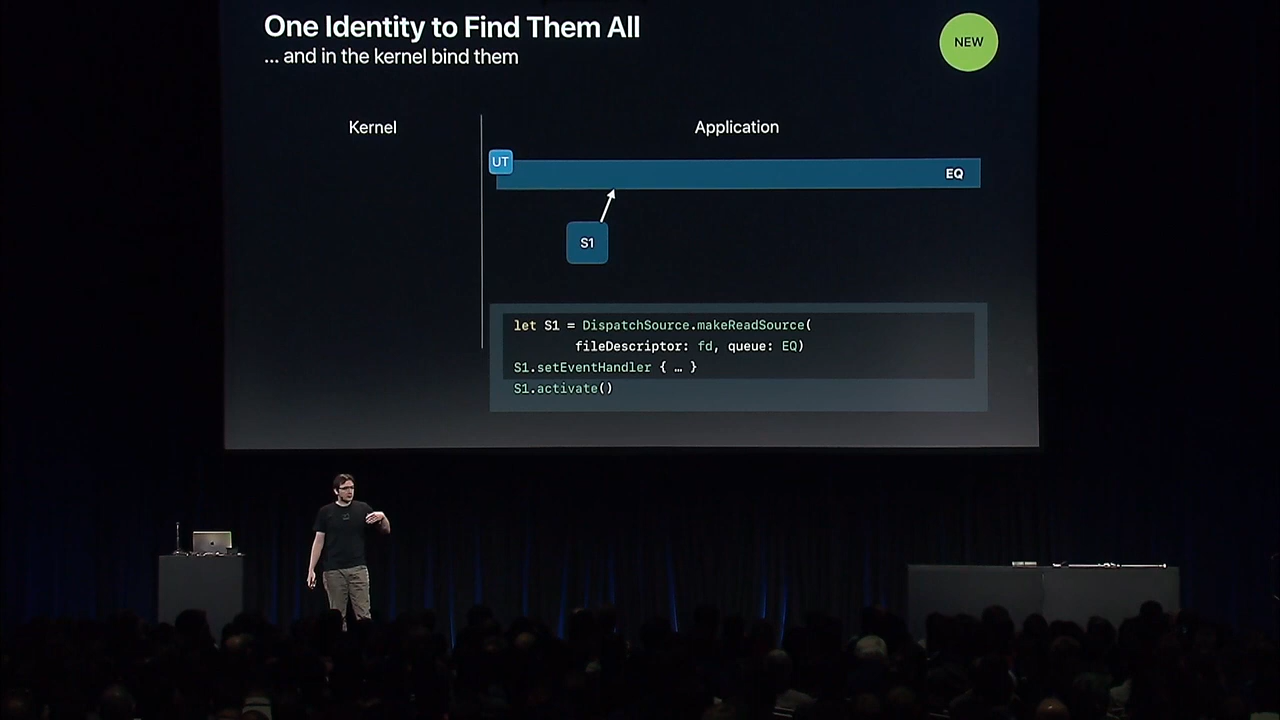 One Identity to Find Them All
... and in the kernel bind them
NEW
Kernel
Application
UT
EQ
S1
let S1 = DispatchSource.makeReadSource(
fileDescriptor: fd, queue: EQ)
S1.setEventHandler { … }
S1.activate()